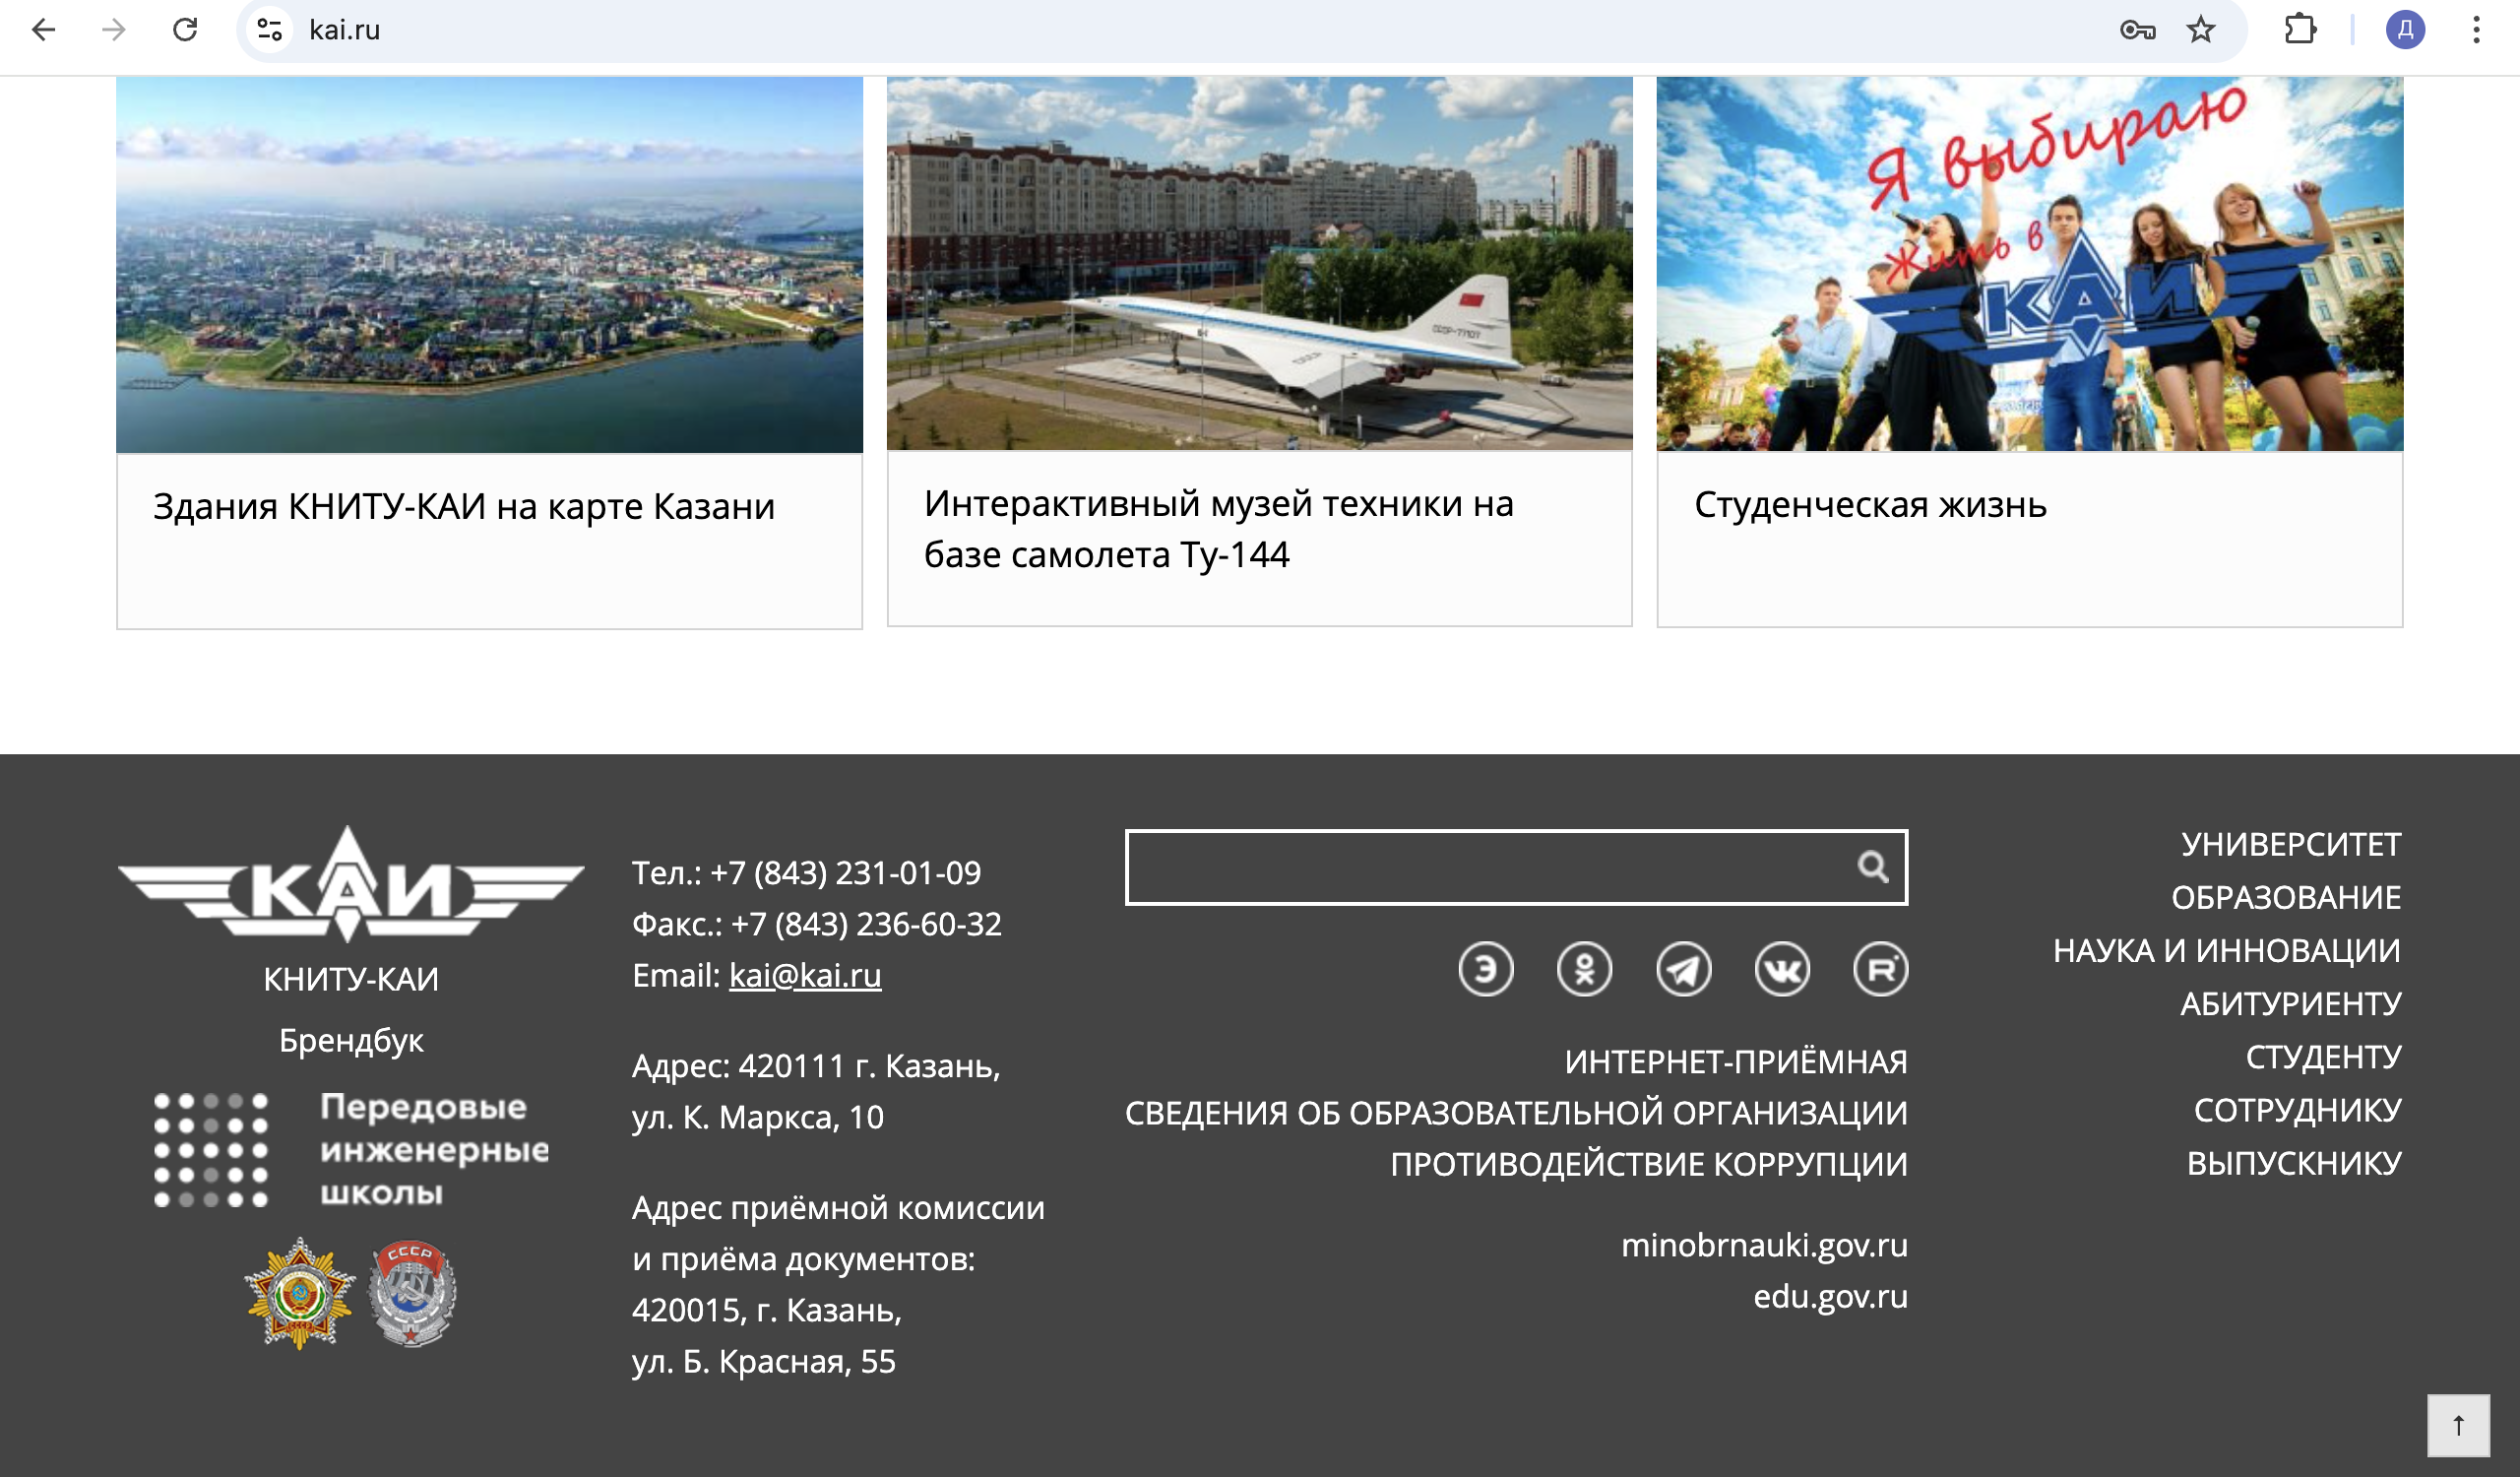 kai.ru
Д
Я выбираю
жить в
КАИ
СССР-77107
Здания КНИТУ-КАИ на карте Казани
Интерактивный музей техники на
базе самолета Ту-144
Студенческая жизнь
КАИ
КНИТУ-КАИ
Брендбук
Передовые
инженерные
школы
СССР
Тел.: +7 (843) 231-01-09
Факс.: +7 (843) 236-60-32
Email: kai@kai.ru
Адрес: 420111 г. Казань,
ул. К. Маркса, 10
Адрес приёмной комиссии
и приёма документов:
420015, г. Казань,
ул. Б. Красная, 55
ИНТЕРНЕТ-ПРИЁМНАЯ
СВЕДЕНИЯ ОБ ОБРАЗОВАТЕЛЬНОЙ ОРГАНИЗАЦИИ
ПРОТИВОДЕЙСТВИЕ КОРРУПЦИИ
minobrnauki.gov.ru
edu.gov.ru
УНИВЕРСИТЕТ
ОБРАЗОВАНИЕ
НАУКА И ИННОВАЦИИ
АБИТУРИЕНТУ
СТУДЕНТУ
СОТРУДНИКУ
ВЫПУСКНИКУ